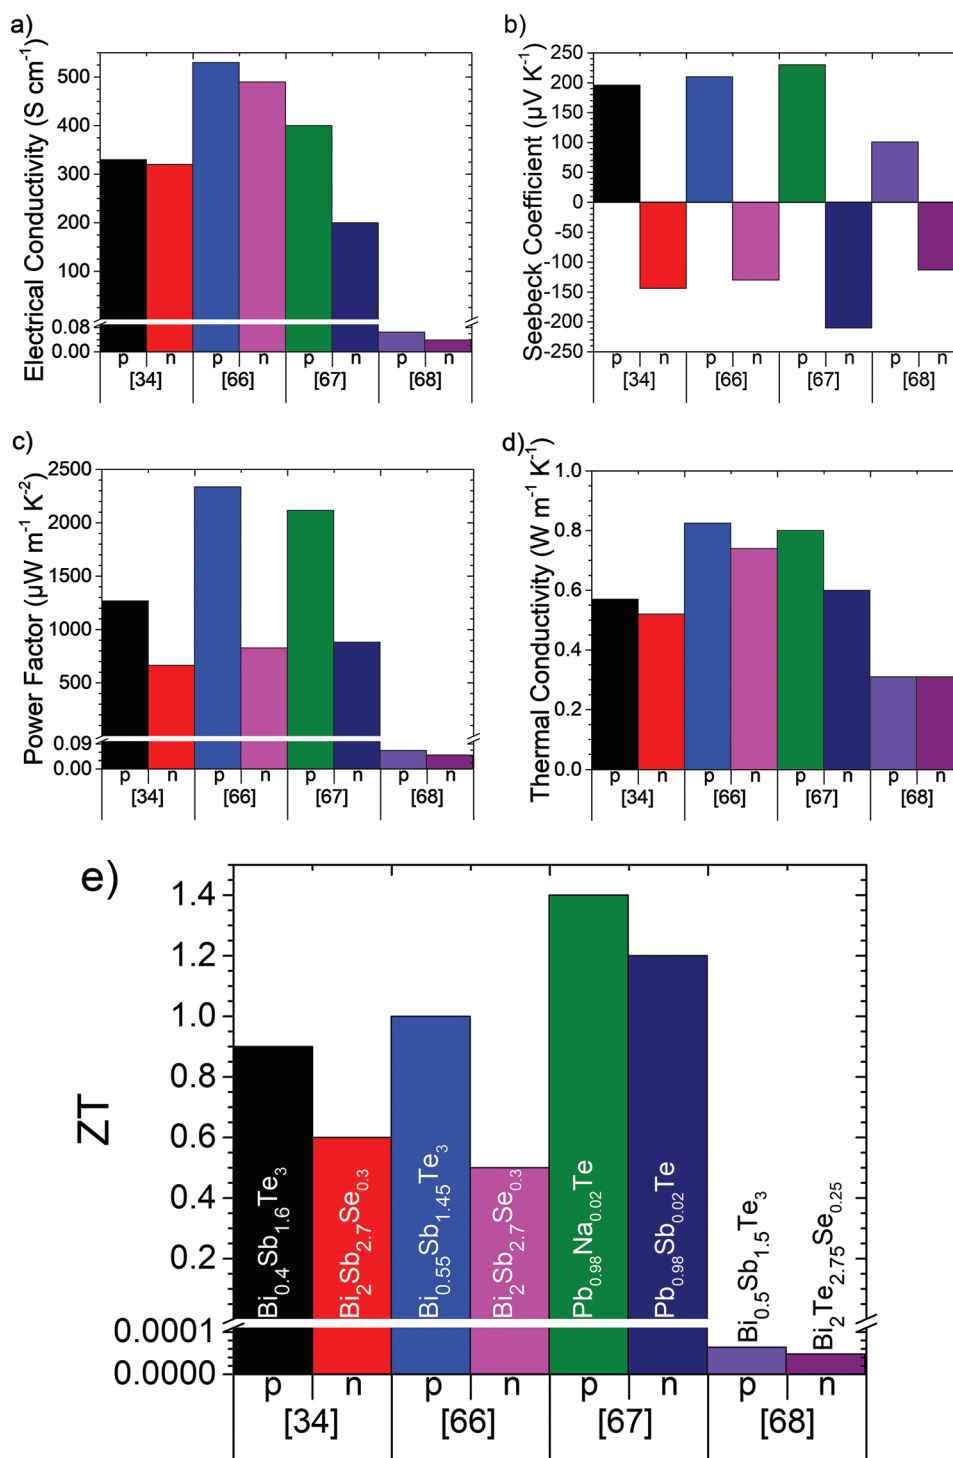 a)
Electrical Conductivity (S cm⁻¹)
500
400
300
200
100
0.08
0.00
p n p n p n p n
[34] [66] [67] [68]
b)
Seebeck Coefficient (µV K⁻¹)
250
200
150
100
50
0
-50
-100
-150
-200
-250
p n p n p n p n
[34] [66] [67] [68]
c)
Power Factor (µW m⁻¹ K⁻²)
2500
2000
1500
1000
500
0.09
0.00
p n p n p n p n
[34] [66] [67] [68]
d)
Thermal Conductivity (W m⁻¹ K⁻¹)
1.0
0.8
0.6
0.4
0.2
0.0
p n p n p n p n
[34] [66] [67] [68]
e)
ZT
1.4
1.2
1.0
0.8
0.6
0.4
0.2
0.0001
0.0000
Bi₀.₄Sb₁.₆Te₃
Bi₂Sb₂.₇Se₀.₃
Bi₀.₅₅Sb₁.₄₅Te₃
Bi₂Sb₂.₇Se₀.₃
Pb₀.₉₈Na₀.₀₂Te
Pb₀.₉₈Sb₀.₀₂Te
Bi₀.₅Sb₁.₅Te₃
Bi₂Te₂.₇₅Se₀.₂₅
p n p n p n p n
[34] [66] [67] [68]